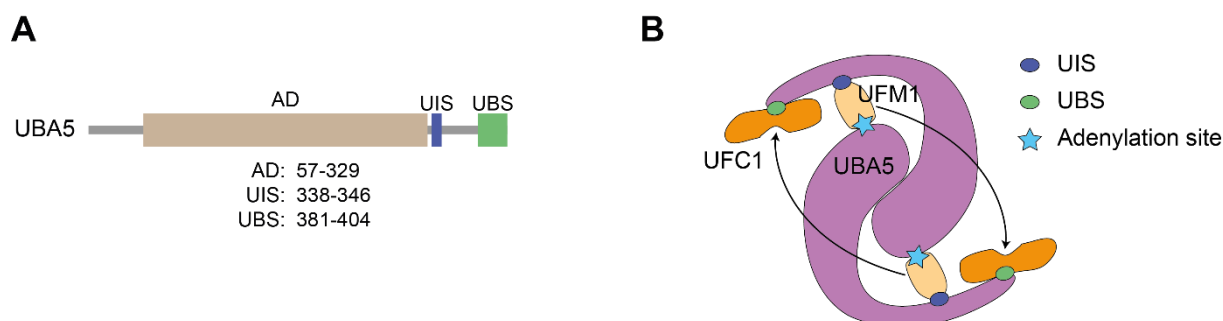 A
AD
UIS
UBS
UBA5
AD: 57-329
UIS: 338-346
UBS: 381-404
B
UFM1
UFC1
UBA5
UIS
UBS
Adenylation site